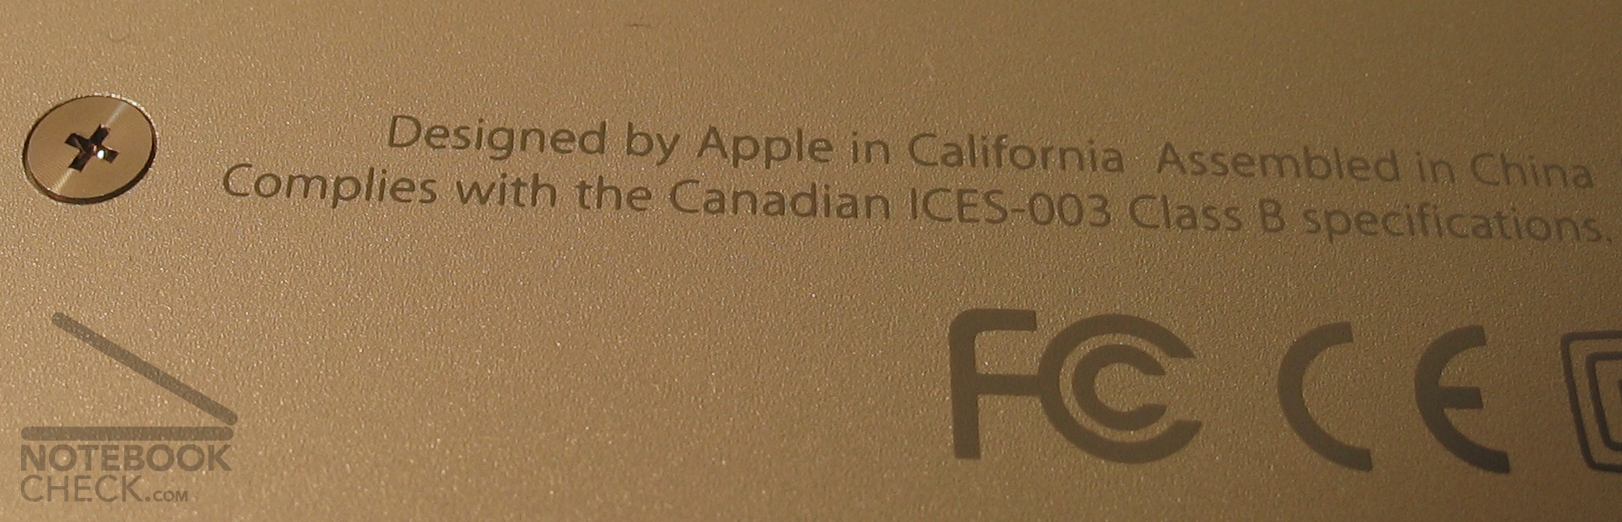 Designed by Apple in California  Assembled in China
Complies with the Canadian ICES-003 Class B specifications.
FC CE
NOTEBOOK
CHECK.COM